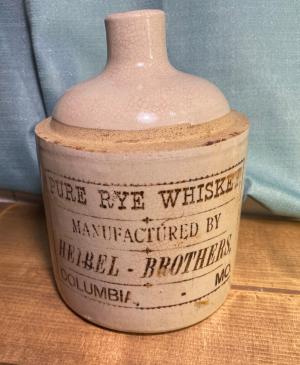 PURE RYE WHISKEY
MANUFACTURED BY
HEIBEL - BROTHERS,
COLUMBIA, - MO.